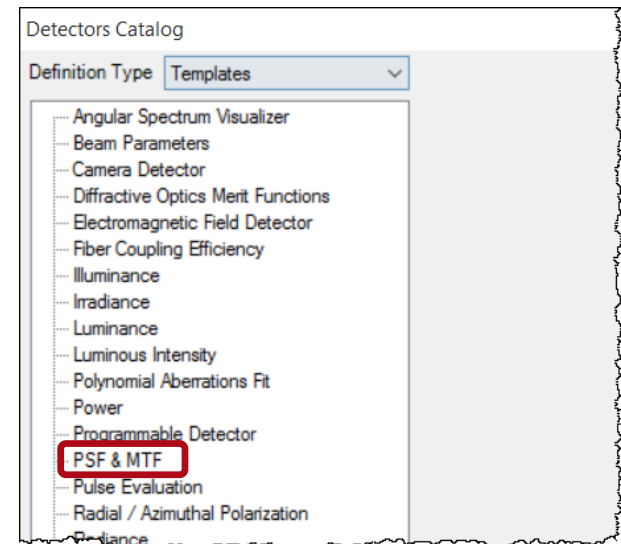 Detectors Catalog
Definition Type Templates
Angular Spectrum Visualizer
Beam Parameters
Camera Detector
Diffractive Optics Merit Functions
Electromagnetic Field Detector
Fiber Coupling Efficiency
Illuminance
Irradiance
Luminance
Luminous Intensity
Polynomial Aberrations Fit
Power
Programmable Detector
PSF & MTF
Pulse Evaluation
Radial / Azimuthal Polarization
Radiance